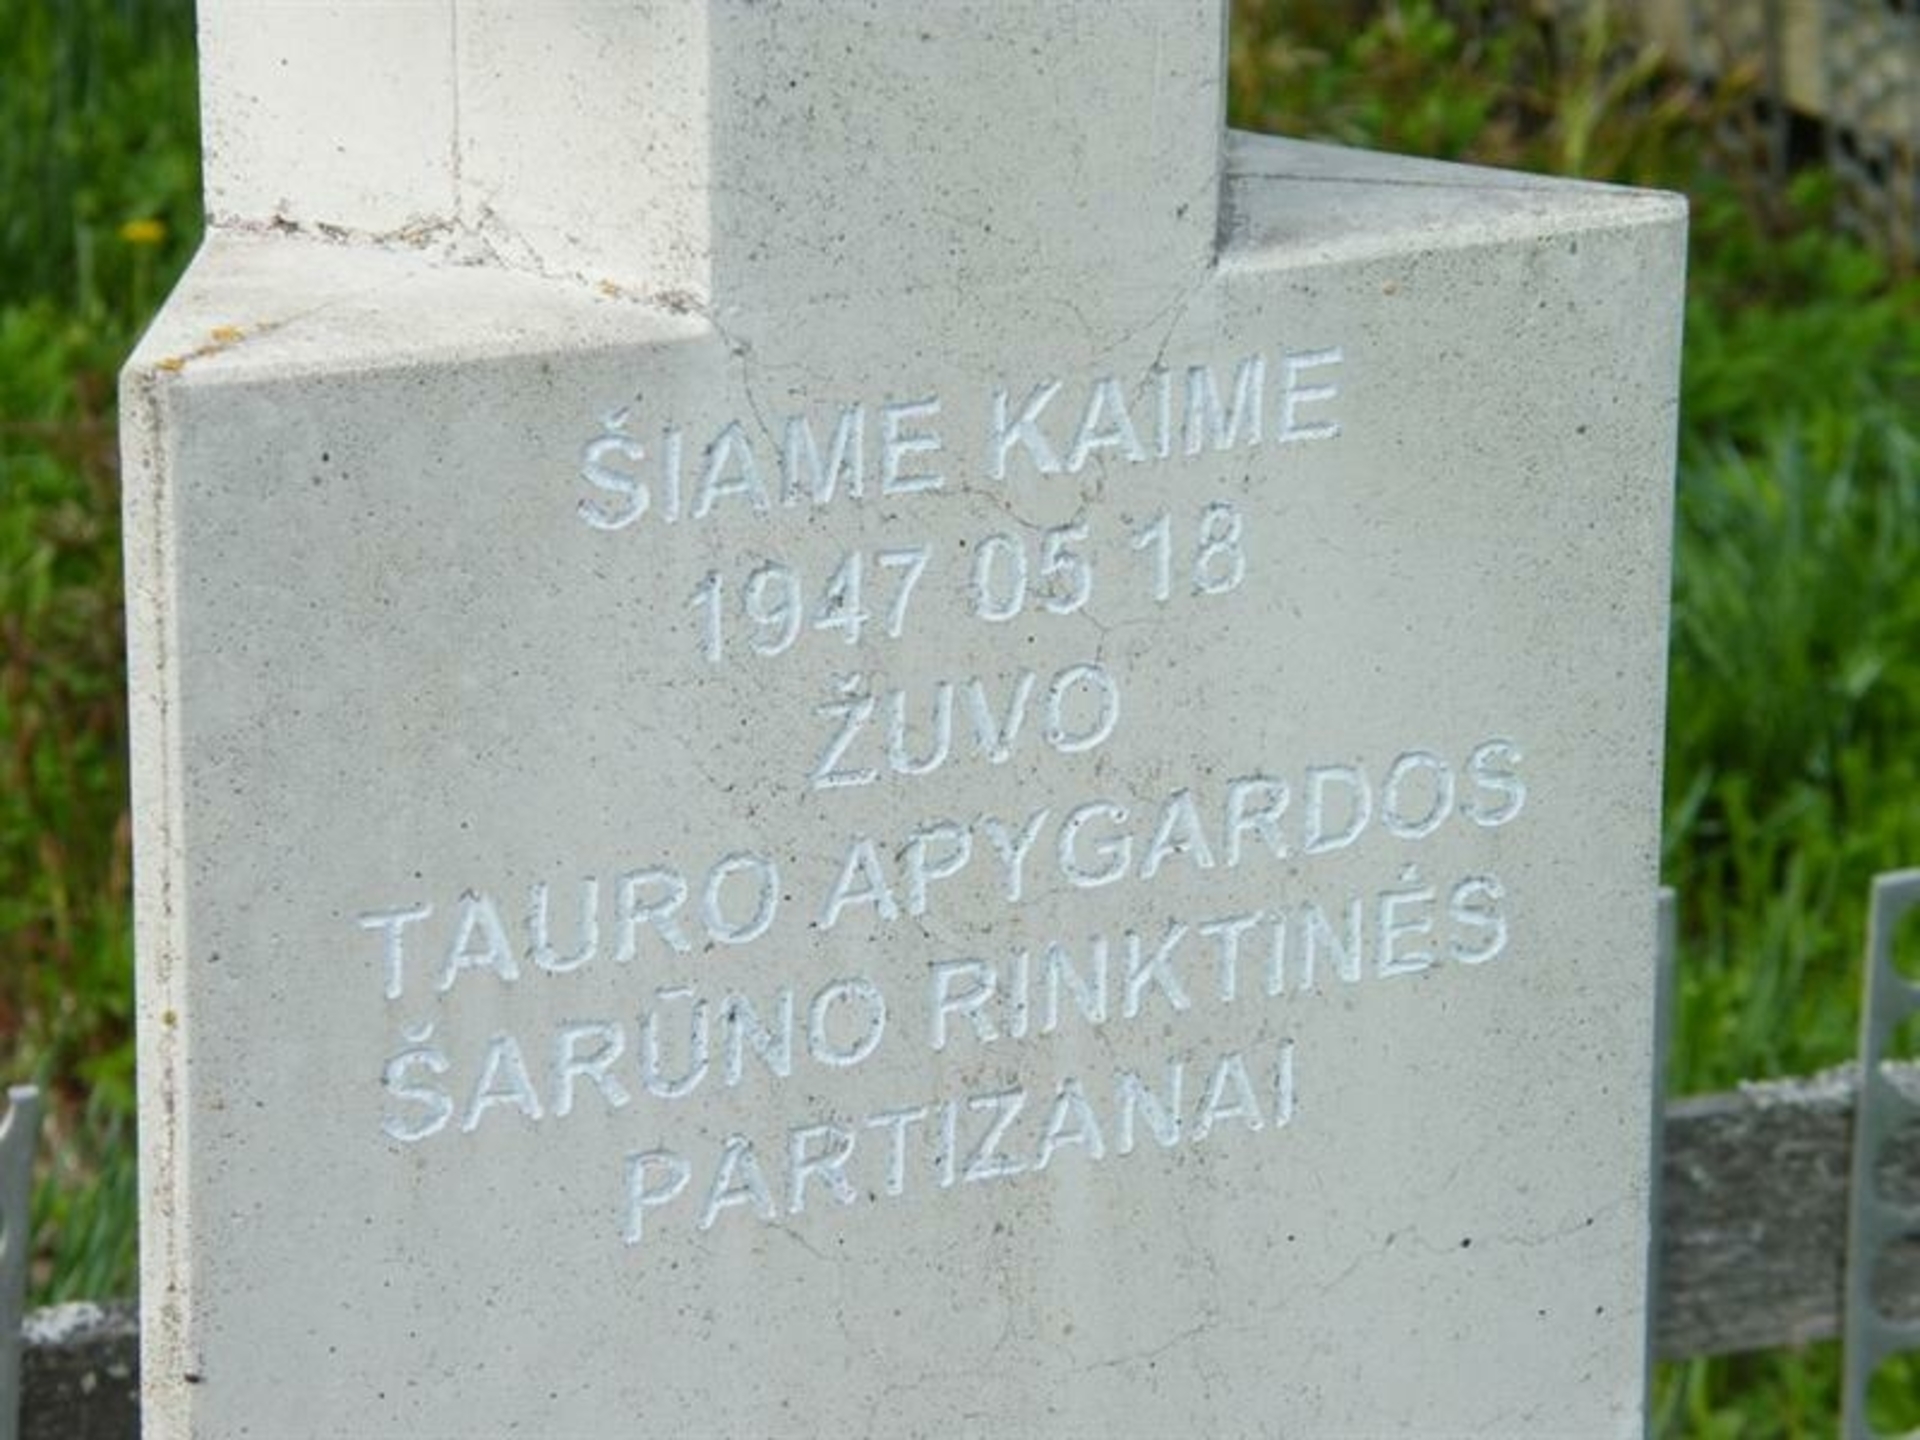 ŠIAME KAIME
1947 05 18
ŽUVO
TAURO APYGARDOS
ŠARŪNO RINKTINĖS
PARTIZANAI